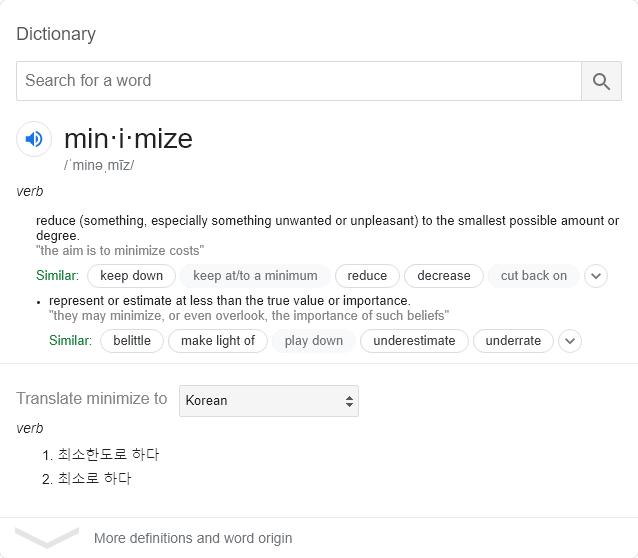 Dictionary
Search for a word
min·i·mize
/ˈminəˌmīz/
verb
reduce (something, especially something unwanted or unpleasant) to the smallest possible amount or
degree.
"the aim is to minimize costs"
Similar: keep down keep at/to a minimum reduce decrease cut back on
• represent or estimate at less than the true value or importance.
"they may minimize, or even overlook, the importance of such beliefs"
Similar: belittle make light of play down underestimate underrate
Translate minimize to Korean
verb
1. 최소한도로 하다
2. 최소로 하다
More definitions and word origin